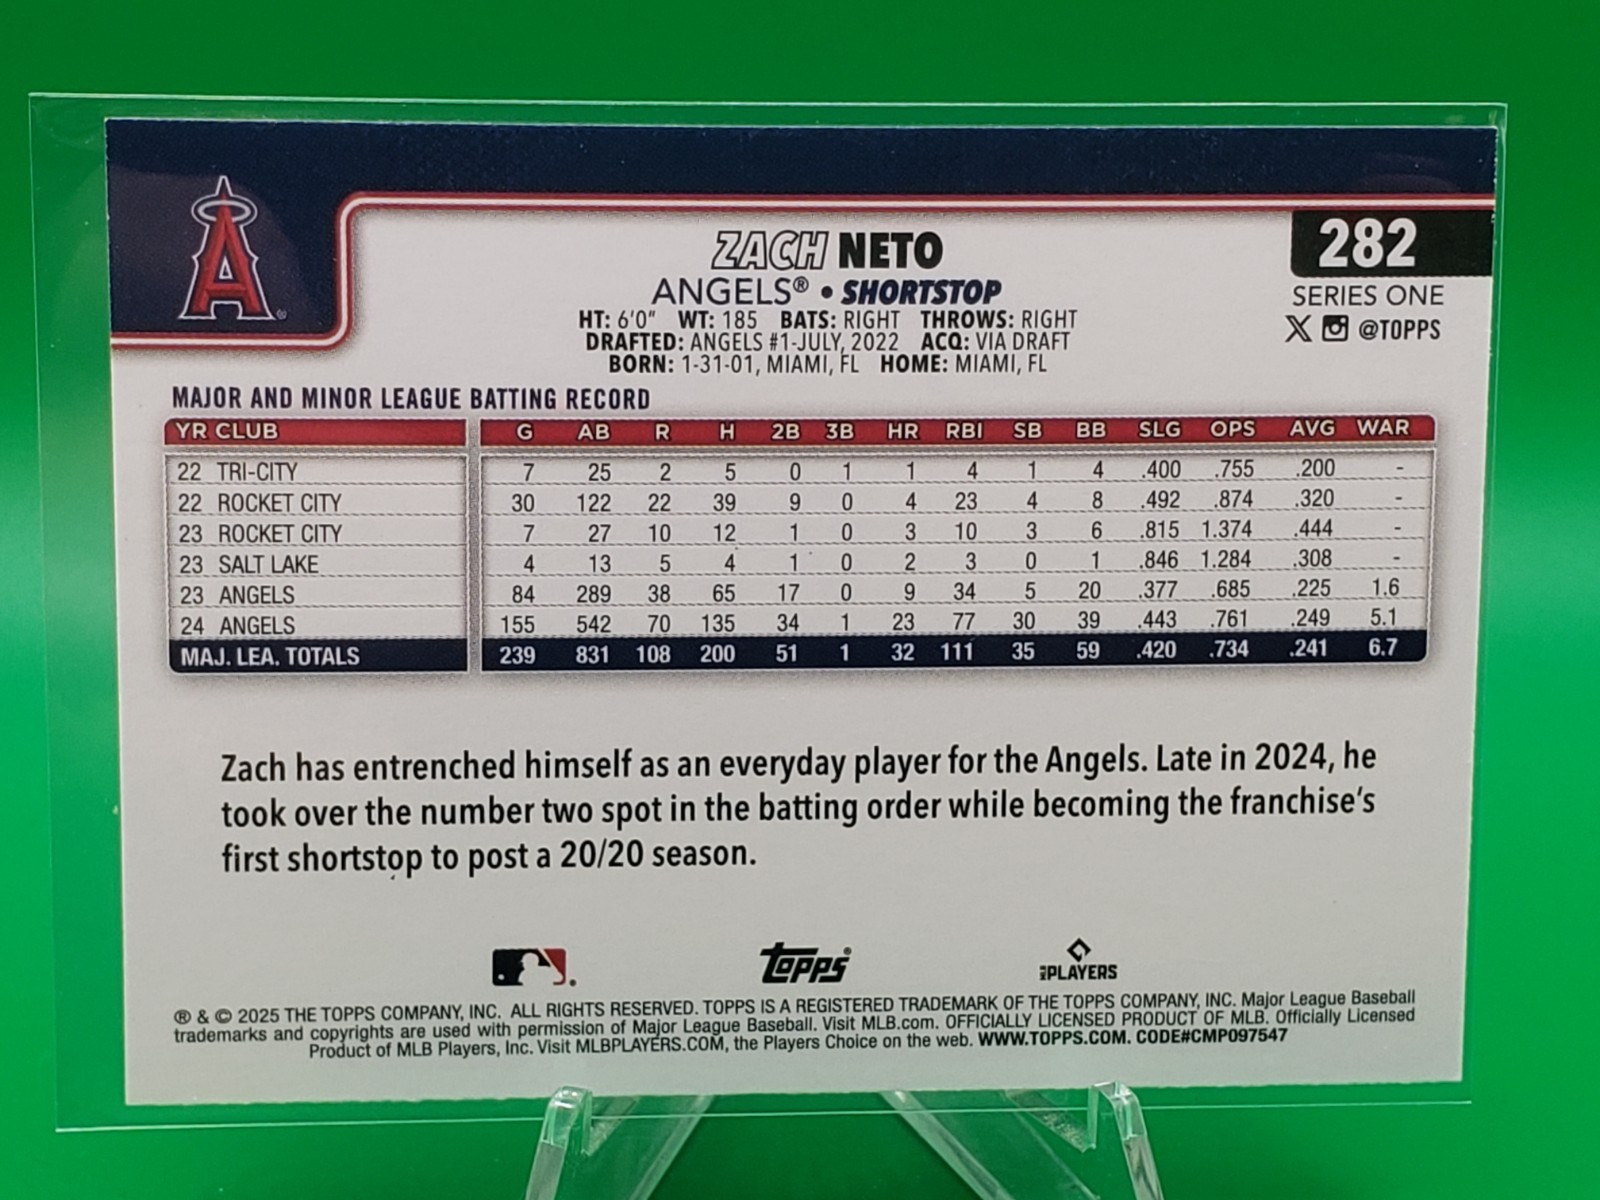 A
282
ZACH NETO
ANGELS® • SHORTSTOP
SERIES ONE
@TOPPS
HT: 6'0" WT: 185 BATS: RIGHT THROWS: RIGHT
DRAFTED: ANGELS #1-JULY, 2022 ACQ: VIA DRAFT
BORN: 1-31-01, MIAMI, FL HOME: MIAMI, FL
MAJOR AND MINOR LEAGUE BATTING RECORD
YR CLUB G AB R H 2B 3B HR RBI SB BB SLG OPS AVG WAR
22 TRI-CITY 7 25 2 5 0 1 1 4 1 4 .400 .755 .200 -
22 ROCKET CITY 30 122 22 39 9 0 4 23 4 8 .492 .874 .320 -
23 ROCKET CITY 7 27 10 12 1 0 3 10 3 6 .815 1.374 .444 -
23 SALT LAKE 4 13 5 4 1 0 2 3 0 1 .846 1.284 .308 -
23 ANGELS 84 289 38 65 17 0 9 34 5 20 .377 .685 .225 1.6
24 ANGELS 155 542 70 135 34 1 23 77 30 39 .443 .761 .249 5.1
MAJ. LEA. TOTALS 239 831 108 200 51 1 32 111 35 59 .420 .734 .241 6.7
Zach has entrenched himself as an everyday player for the Angels. Late in 2024, he
took over the number two spot in the batting order while becoming the franchise's
first shortstop to post a 20/20 season.
topps®
MLB PLAYERS
® & © 2025 THE TOPPS COMPANY, INC. ALL RIGHTS RESERVED. TOPPS IS A REGISTERED TRADEMARK OF THE TOPPS COMPANY, INC. Major League Baseball
trademarks and copyrights are used with permission of Major League Baseball. Visit MLB.com. OFFICIALLY LICENSED PRODUCT OF MLB. Officially Licensed
Product of MLB Players, Inc. Visit MLBPLAYERS.COM, the Players Choice on the web. WWW.TOPPS.COM. CODE#CMP097547